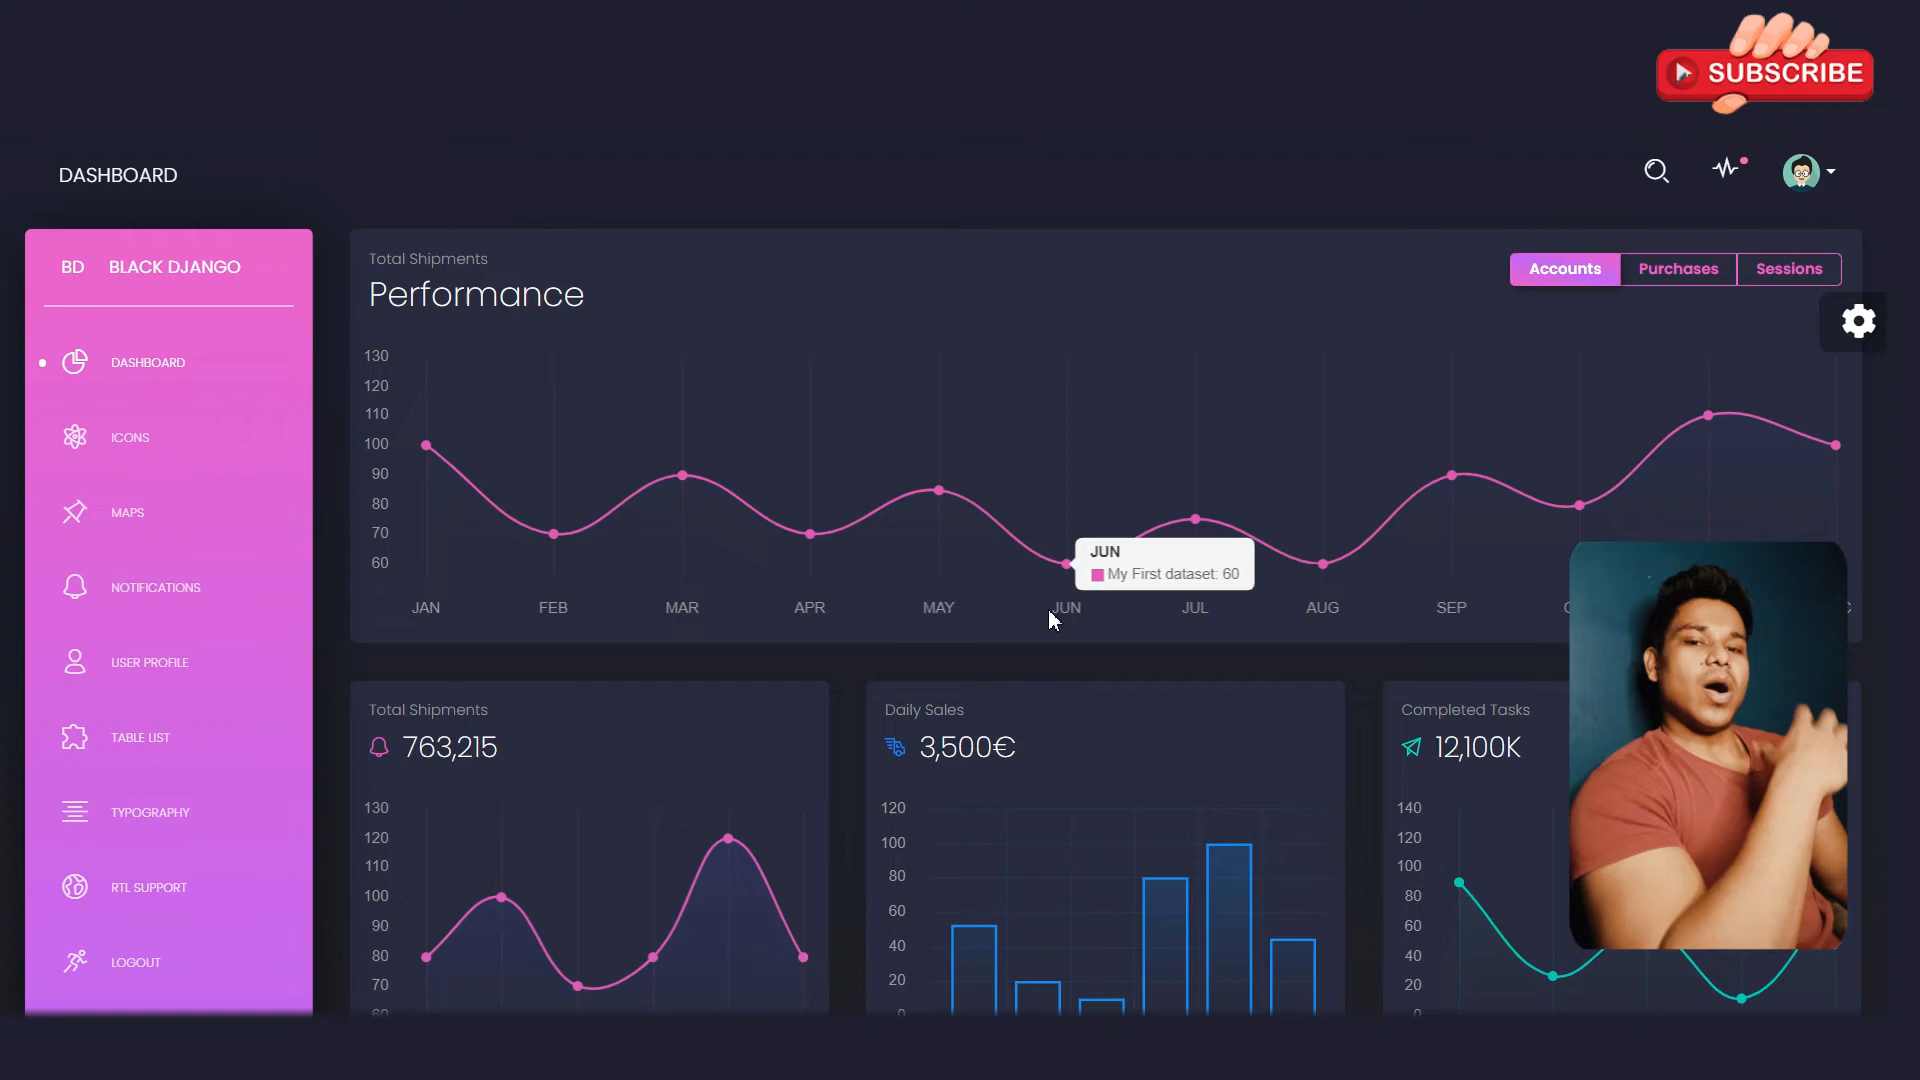 SUBSCRIBE
DASHBOARD
BD BLACK DJANGO
DASHBOARD
ICONS
MAPS
NOTIFICATIONS
USER PROFILE
TABLE LIST
TYPOGRAPHY
RTL SUPPORT
LOGOUT
Total Shipments
Performance
Accounts Purchases Sessions
130
120
110
100
90
80
70
60
JUN
My First dataset: 60
JAN FEB MAR APR MAY JUN JUL AUG SEP
Total Shipments
763,215
130
120
110
100
90
80
70
60
Daily Sales
3,500€
120
100
80
60
40
20
0
Completed Tasks
12,100K
140
120
100
80
60
40
20
0